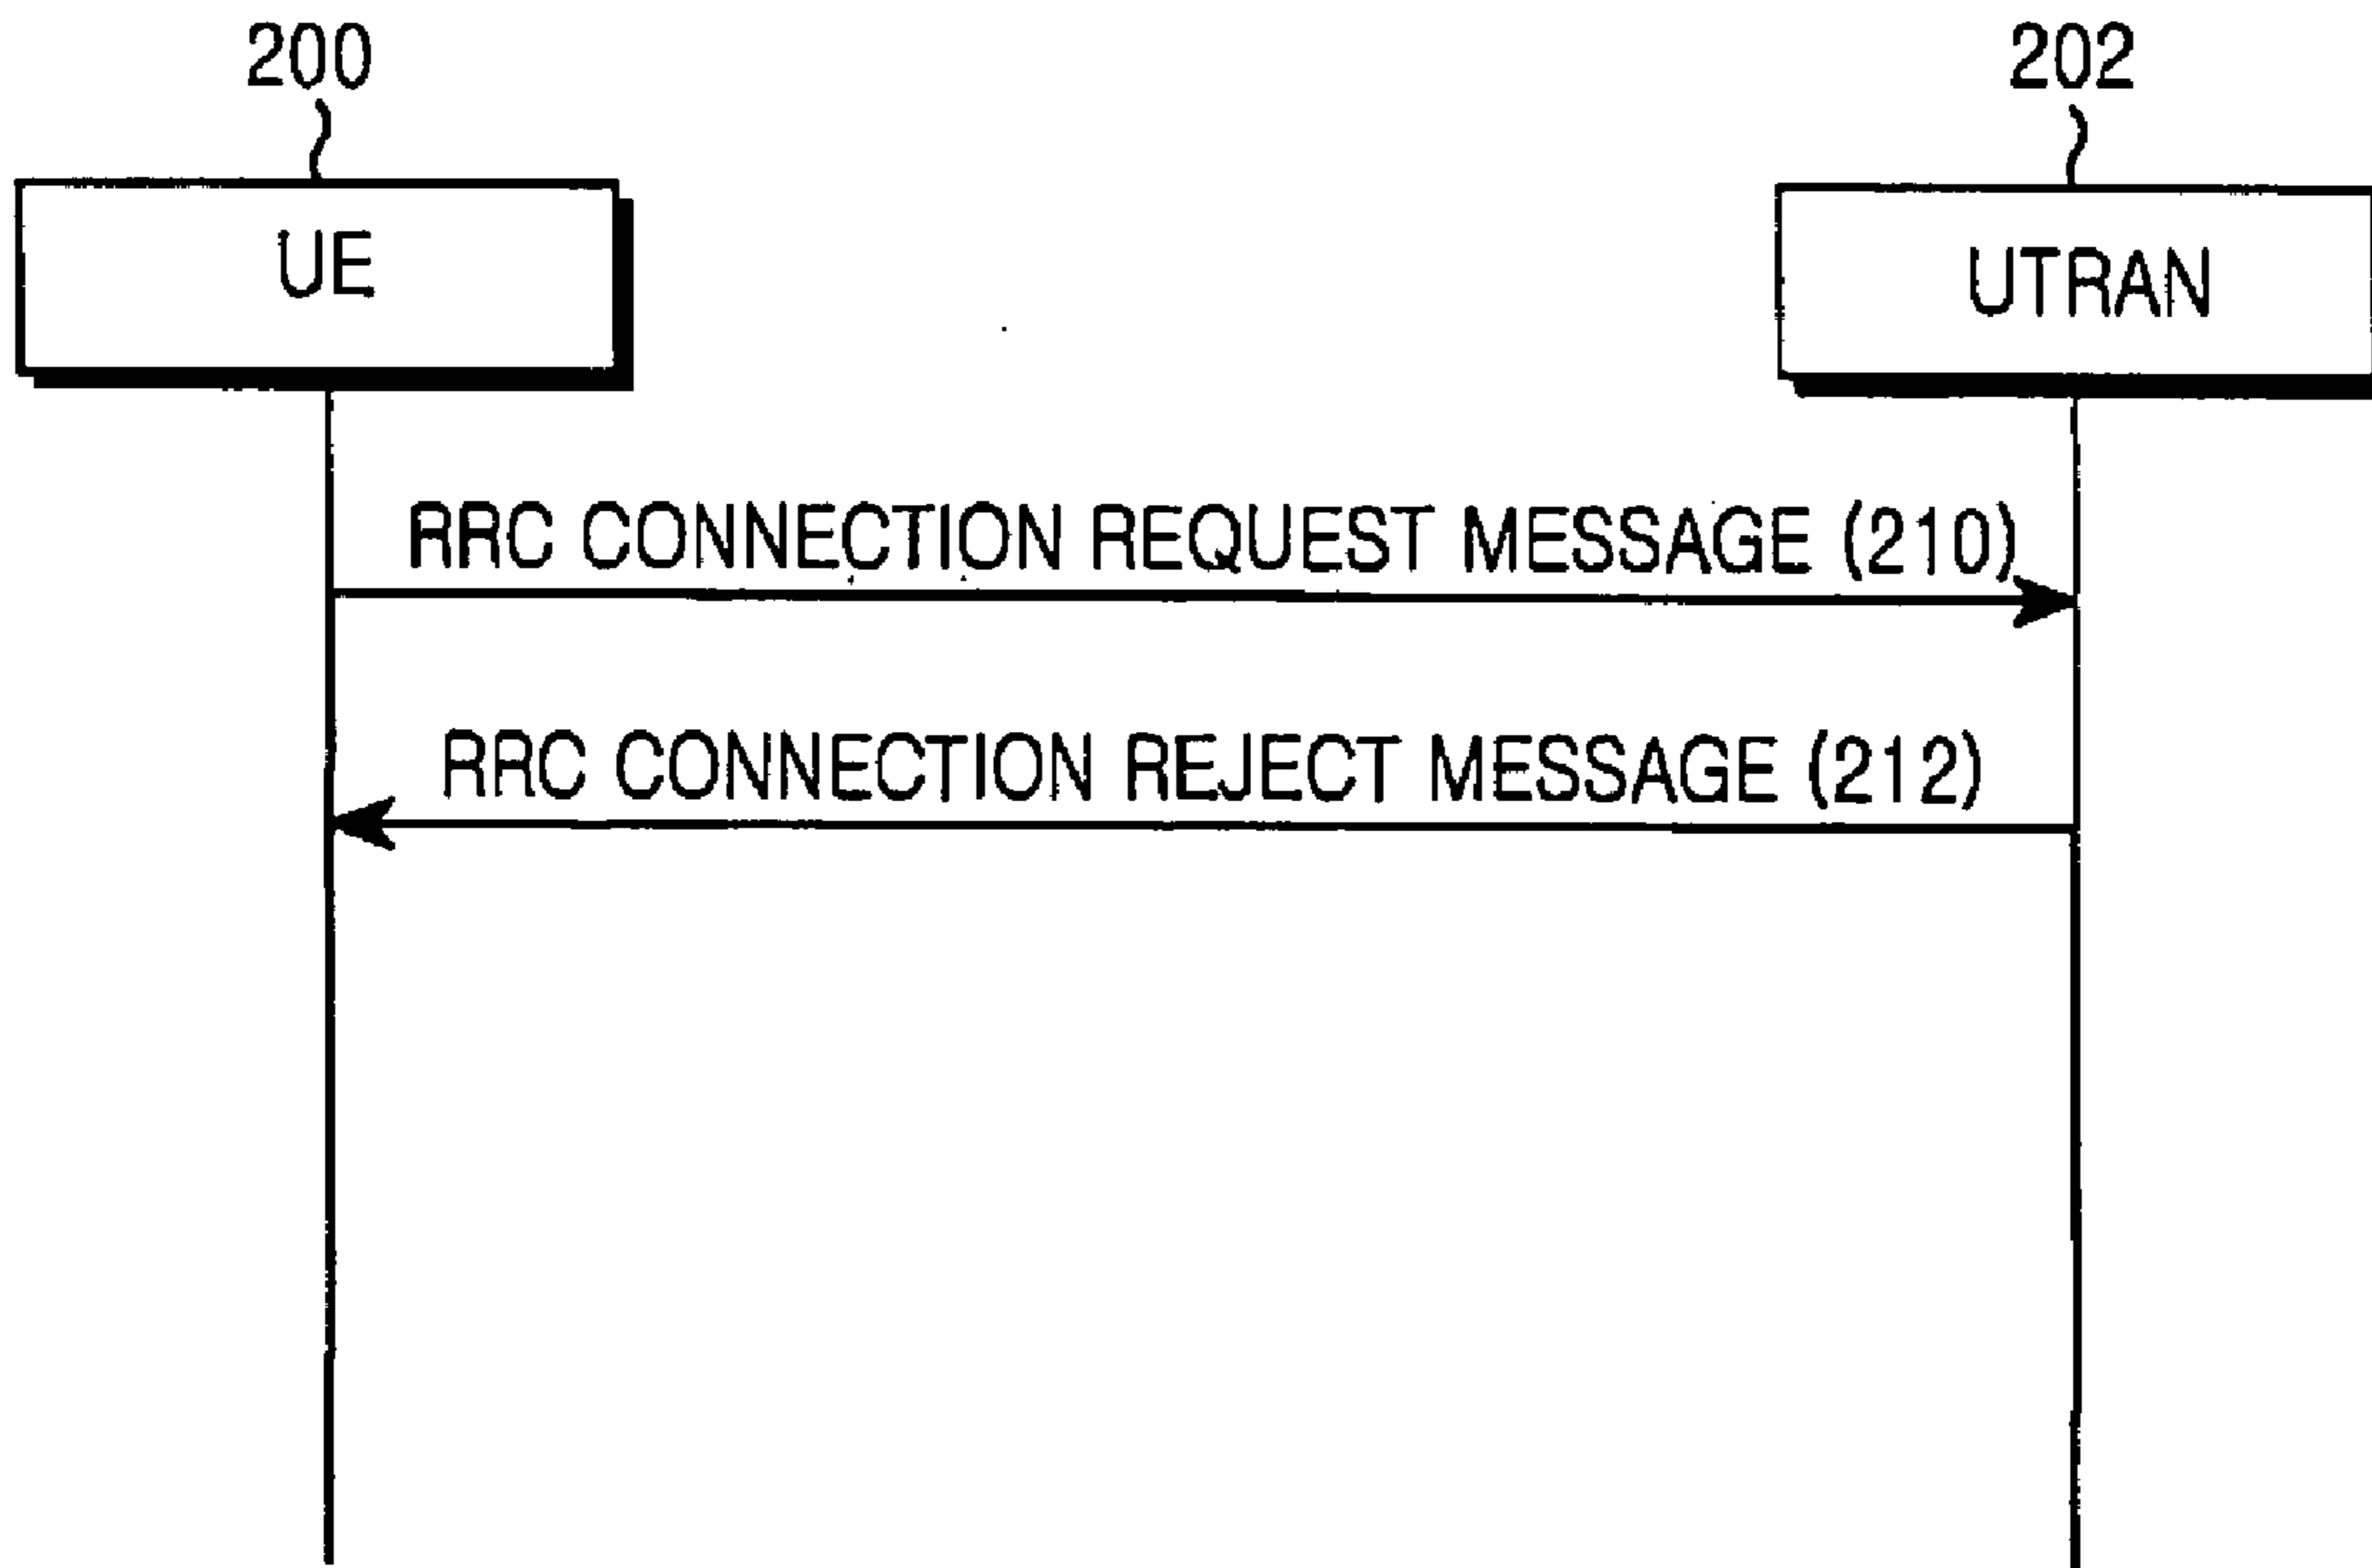 200
202
UE
UTRAN
RRC CONNECTION REQUEST MESSAGE (210)
RRC CONNECTION REJECT MESSAGE (212)